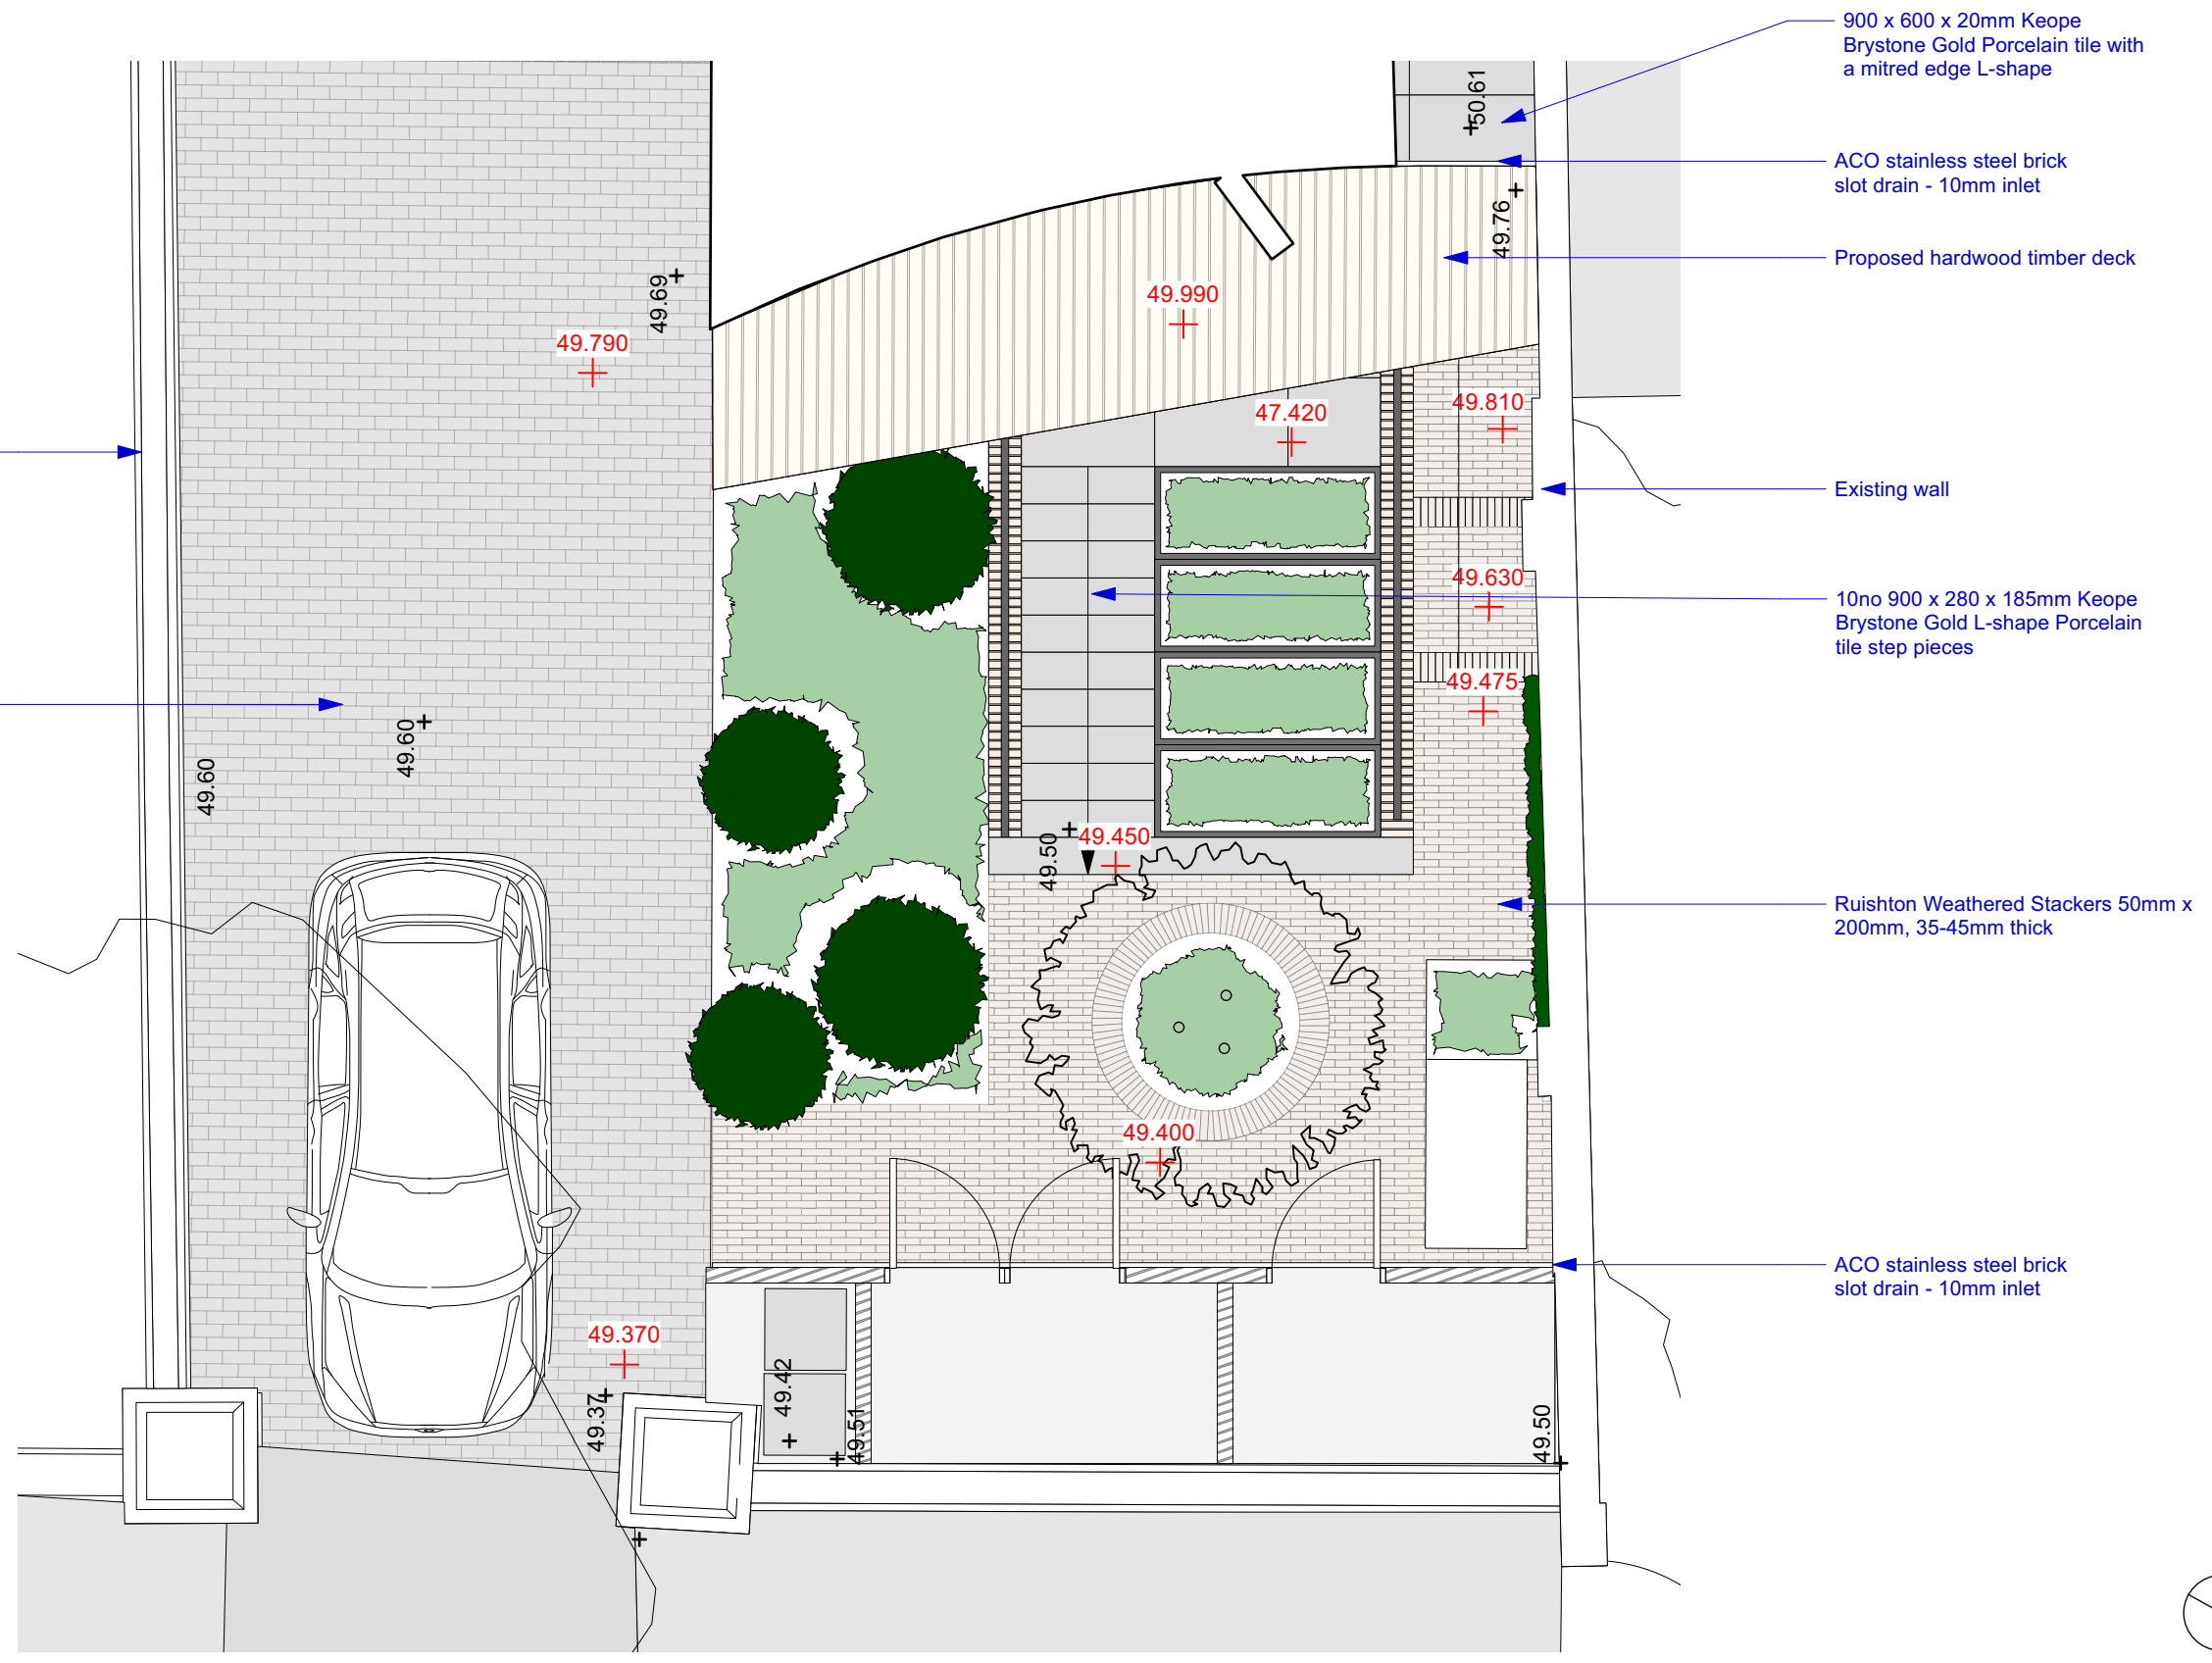 900 x 600 x 20mm Keope
Brystone Gold Porcelain tile with
a mitred edge L-shape
50.61
ACO stainless steel brick
slot drain - 10mm inlet
49.76
Proposed hardwood timber deck
49.69
49.990
49.790
49.810
47.420
Existing wall
49.630
10no 900 x 280 x 185mm Keope
Brystone Gold L-shape Porcelain
tile step pieces
49.475
49.60
49.60
49.50
49.450
Ruishton Weathered Stackers 50mm x
200mm, 35-45mm thick
49.400
ACO stainless steel brick
slot drain - 10mm inlet
49.370
49.42
49.37
49.51
49.50